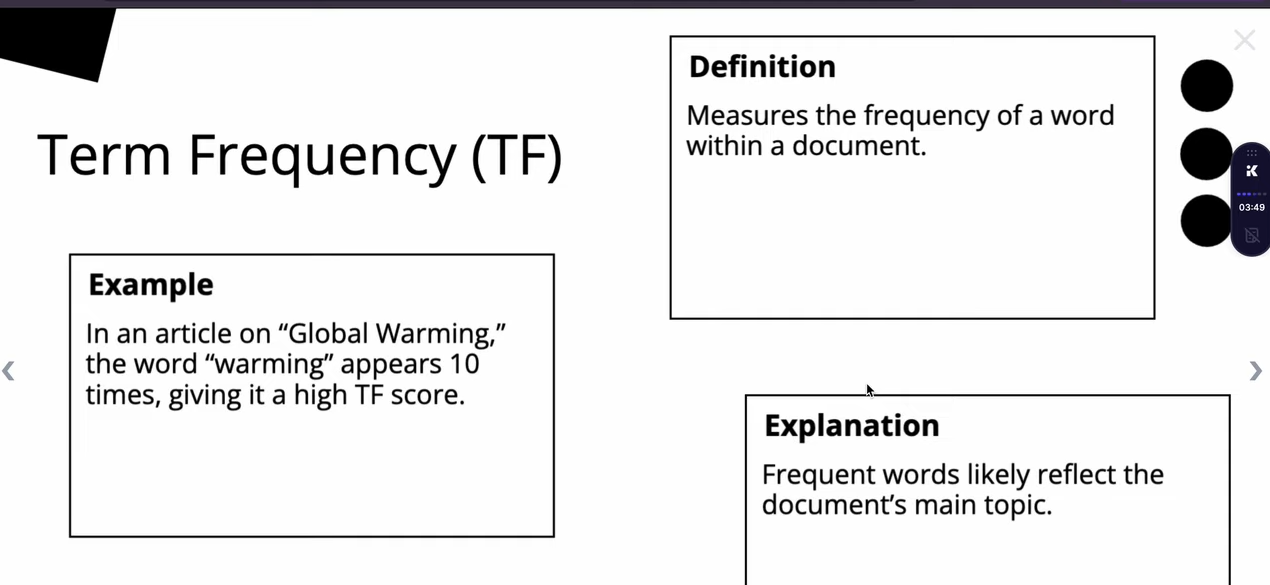 Term Frequency (TF)
Definition
Measures the frequency of a word
within a document.
03:49
Example
In an article on “Global Warming,”
the word “warming” appears 10
times, giving it a high TF score.
Explanation
Frequent words likely reflect the
document’s main topic.